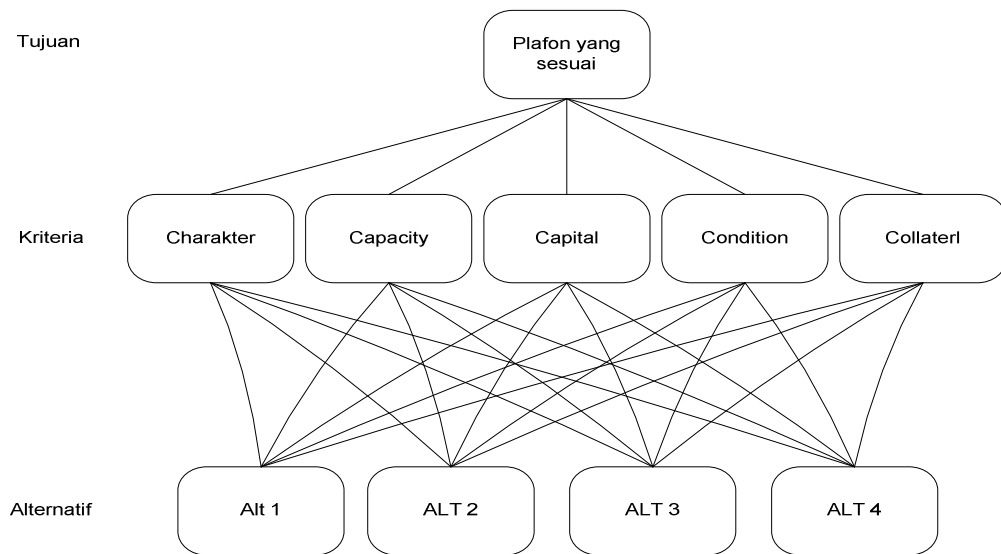 Tujuan
Plafon yang
sesuai
Kriteria
Charakter
Capacity
Capital
Condition
Collaterl
Alternatif
Alt 1
ALT 2
ALT 3
ALT 4